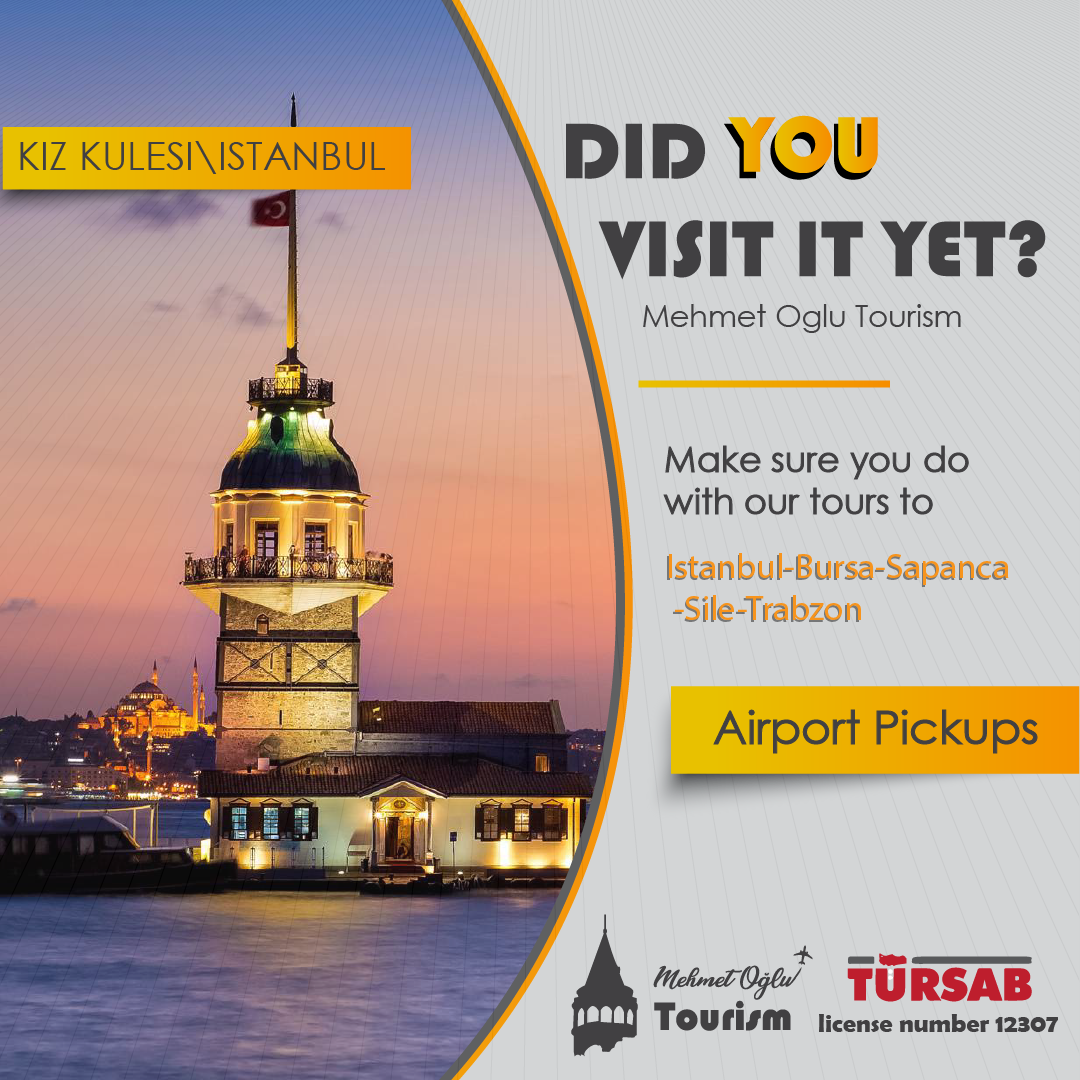 KIZ KULESI\ISTANBUL
DID YOU
VISIT IT YET?
Mehmet Oglu Tourism
Make sure you do
with our tours to
Istanbul-Bursa-Sapanca
-Sile-Trabzon
Airport Pickups
Mehmet Oğlu
Tourism
TÜRSAB
license number 12307